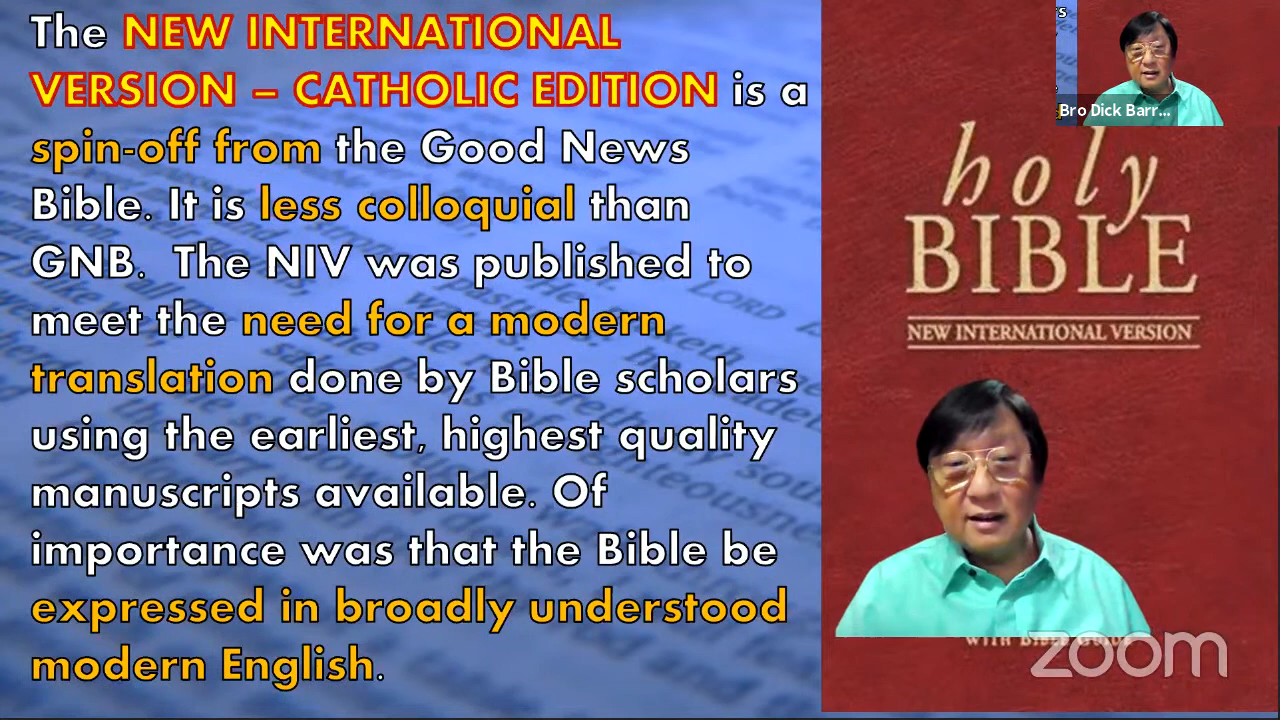 The NEW INTERNATIONAL
VERSION – CATHOLIC EDITION is a
spin-off from the Good News
Bible. It is less colloquial than
GNB. The NIV was published to
meet the need for a modern
translation done by Bible scholars
using the earliest, highest quality
manuscripts available. Of
importance was that the Bible be
expressed in broadly understood
modern English.
Bro Dick Barr...
holy
BIBLE
NEW INTERNATIONAL VERSION
WITH
zoom